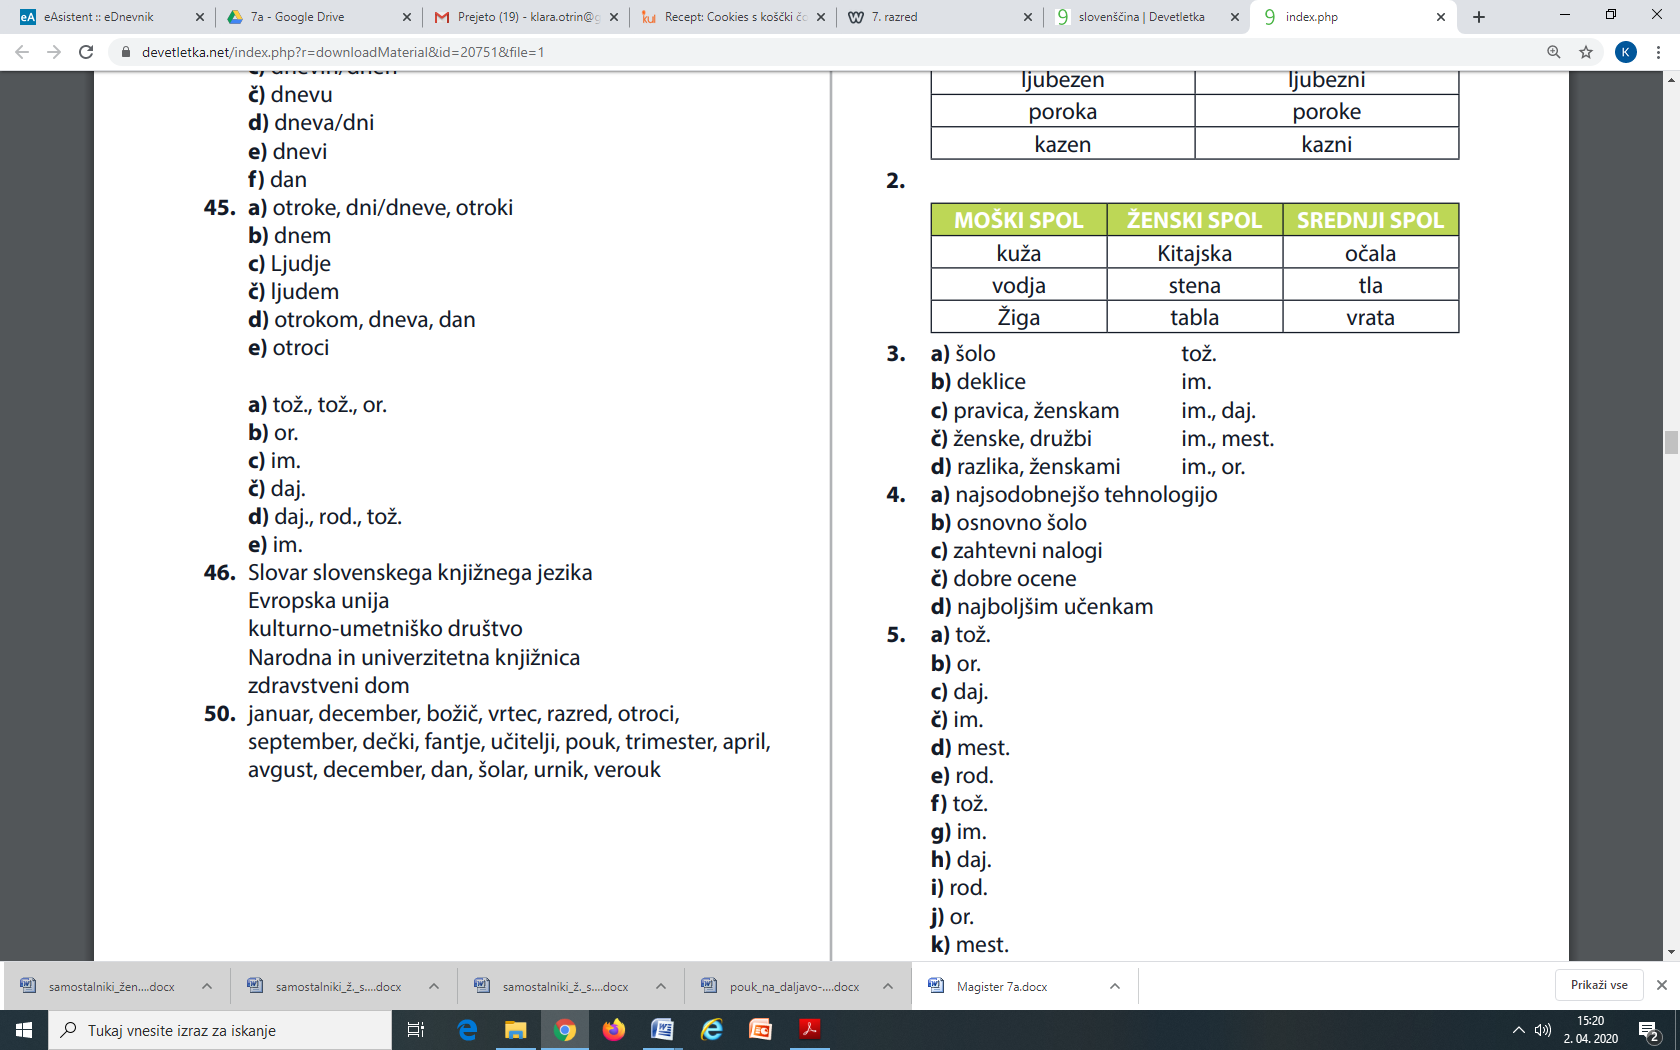 eAsistent :: eDnevnik
7a - Google Drive
Prejeto (19) - klara.otrin@g
Recept: Cookies s koščki čo
7. razred
slovenščina | Devetletka
index.php
devetletka.net/index.php?r=downloadMaterial&id=20751&file=1
K
č) dnevu
d) dneva/dni
e) dnevi
f) dan
45. a) otroke, dni/dneve, otroki
b) dnem
c) Ljudje
č) ljudem
d) otrokom, dneva, dan
e) otroci
a) tož., tož., or.
b) or.
c) im.
č) daj.
d) daj., rod., tož.
e) im.
46. Slovar slovenskega knjižnega jezika
Evropska unija
kulturno-umetniško društvo
Narodna in univerzitetna knjižnica
zdravstveni dom
50. januar, december, božič, vrtec, razred, otroci,
september, dečki, fantje, učitelji, pouk, trimester, april,
avgust, december, dan, šolar, urnik, verouk
ljubezen ljubezni
poroka poroke
kazen kazni
2.
MOŠKI SPOL ŽENSKI SPOL SREDNJI SPOL
kuža Kitajska očala
vodja stena tla
Žiga tabla vrata
3. a) šolo tož.
b) deklice im.
c) pravica, ženskam im., daj.
č) ženske, družbi im., mest.
d) razlika, ženskami im., or.
4. a) najsodobnejšo tehnologijo
b) osnovno šolo
c) zahtevni nalogi
č) dobre ocene
d) najboljšim učenkam
5. a) tož.
b) or.
c) daj.
č) im.
d) mest.
e) rod.
f) tož.
g) im.
h) daj.
i) rod.
j) or.
k) mest.
samostalniki_žen....docx
samostalniki_ž._s....docx
samostalniki_ž._s....docx
pouk_na_daljavo-....docx
Magister 7a.docx
Prikaži vse
Tukaj vnesite izraz za iskanje
15:20
2. 04. 2020
2